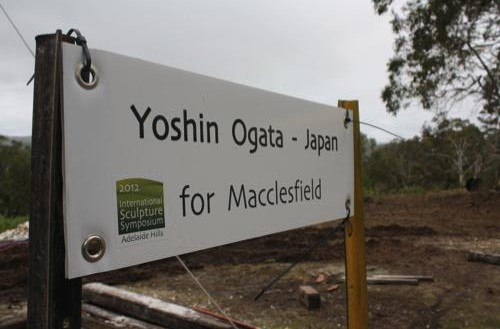 Yoshin Ogata - Japan
for Macclesfield
2012
International
Sculpture
Symposium
Adelaide Hills